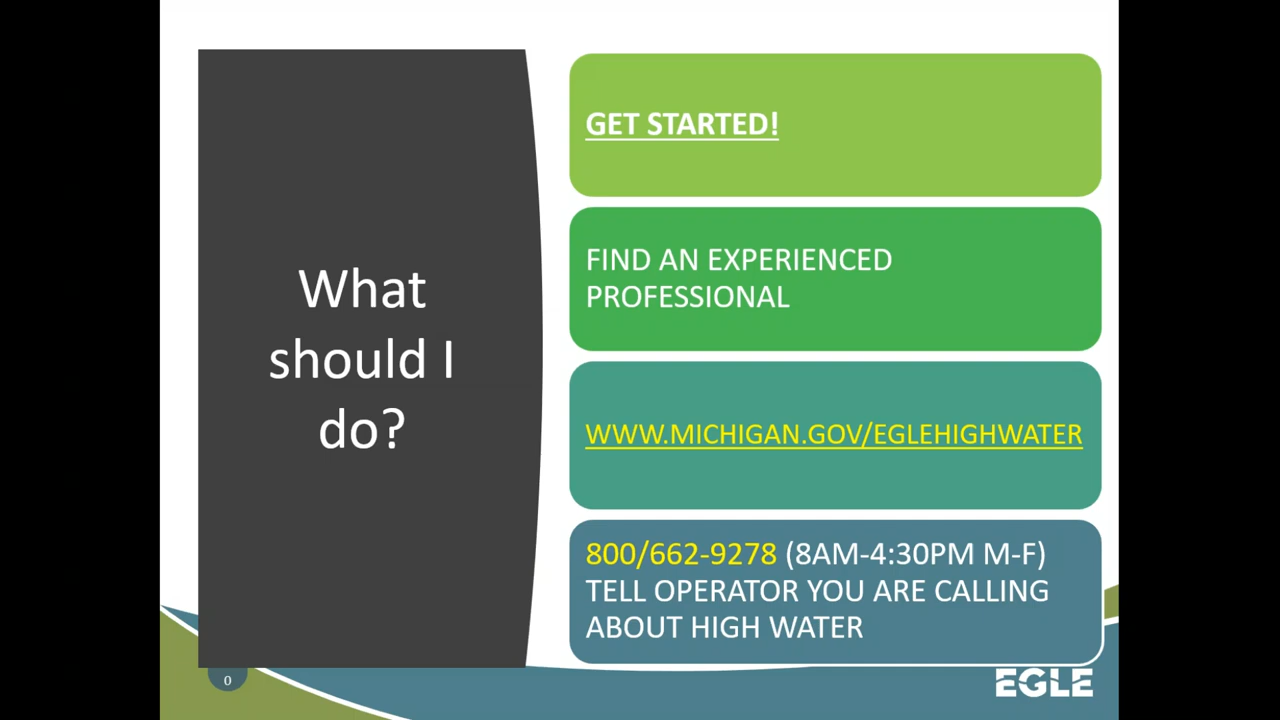 What
should I
do?
GET STARTED!
FIND AN EXPERIENCED
PROFESSIONAL
WWW.MICHIGAN.GOV/EGLEHIGHWATER
800/662-9278 (8AM-4:30PM M-F)
TELL OPERATOR YOU ARE CALLING
ABOUT HIGH WATER
0
EGLE